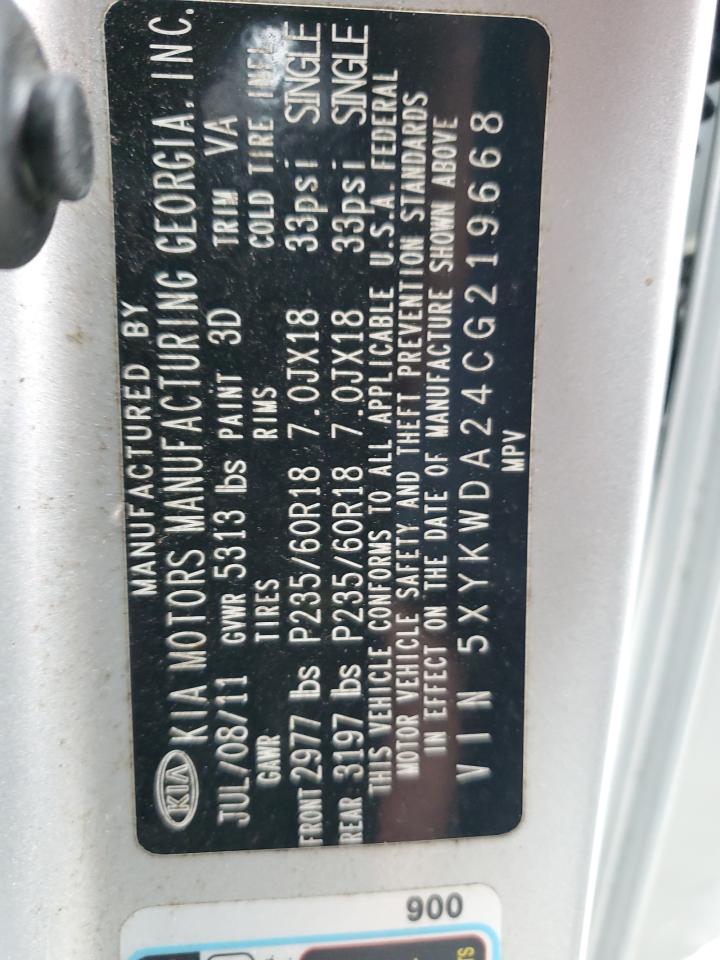 MANUFACTURED BY
KIA KIA MOTORS MANUFACTURING GEORGIA, INC.
JUL/08/11 GVWR 5313 lbs PAINT 3D TRIM VA
GAWR TIRES RIMS COLD TIRE INFL
FRONT 2977 lbs P235/60R18 7.0JX18 33psi SINGLE
REAR 3197 lbs P235/60R18 7.0JX18 33psi SINGLE
THIS VEHICLE CONFORMS TO ALL APPLICABLE U.S.A. FEDERAL
MOTOR VEHICLE SAFETY AND THEFT PREVENTION STANDARDS
IN EFFECT ON THE DATE OF MANUFACTURE SHOWN ABOVE
VIN 5XYKWDA24CG219668
MPV
900